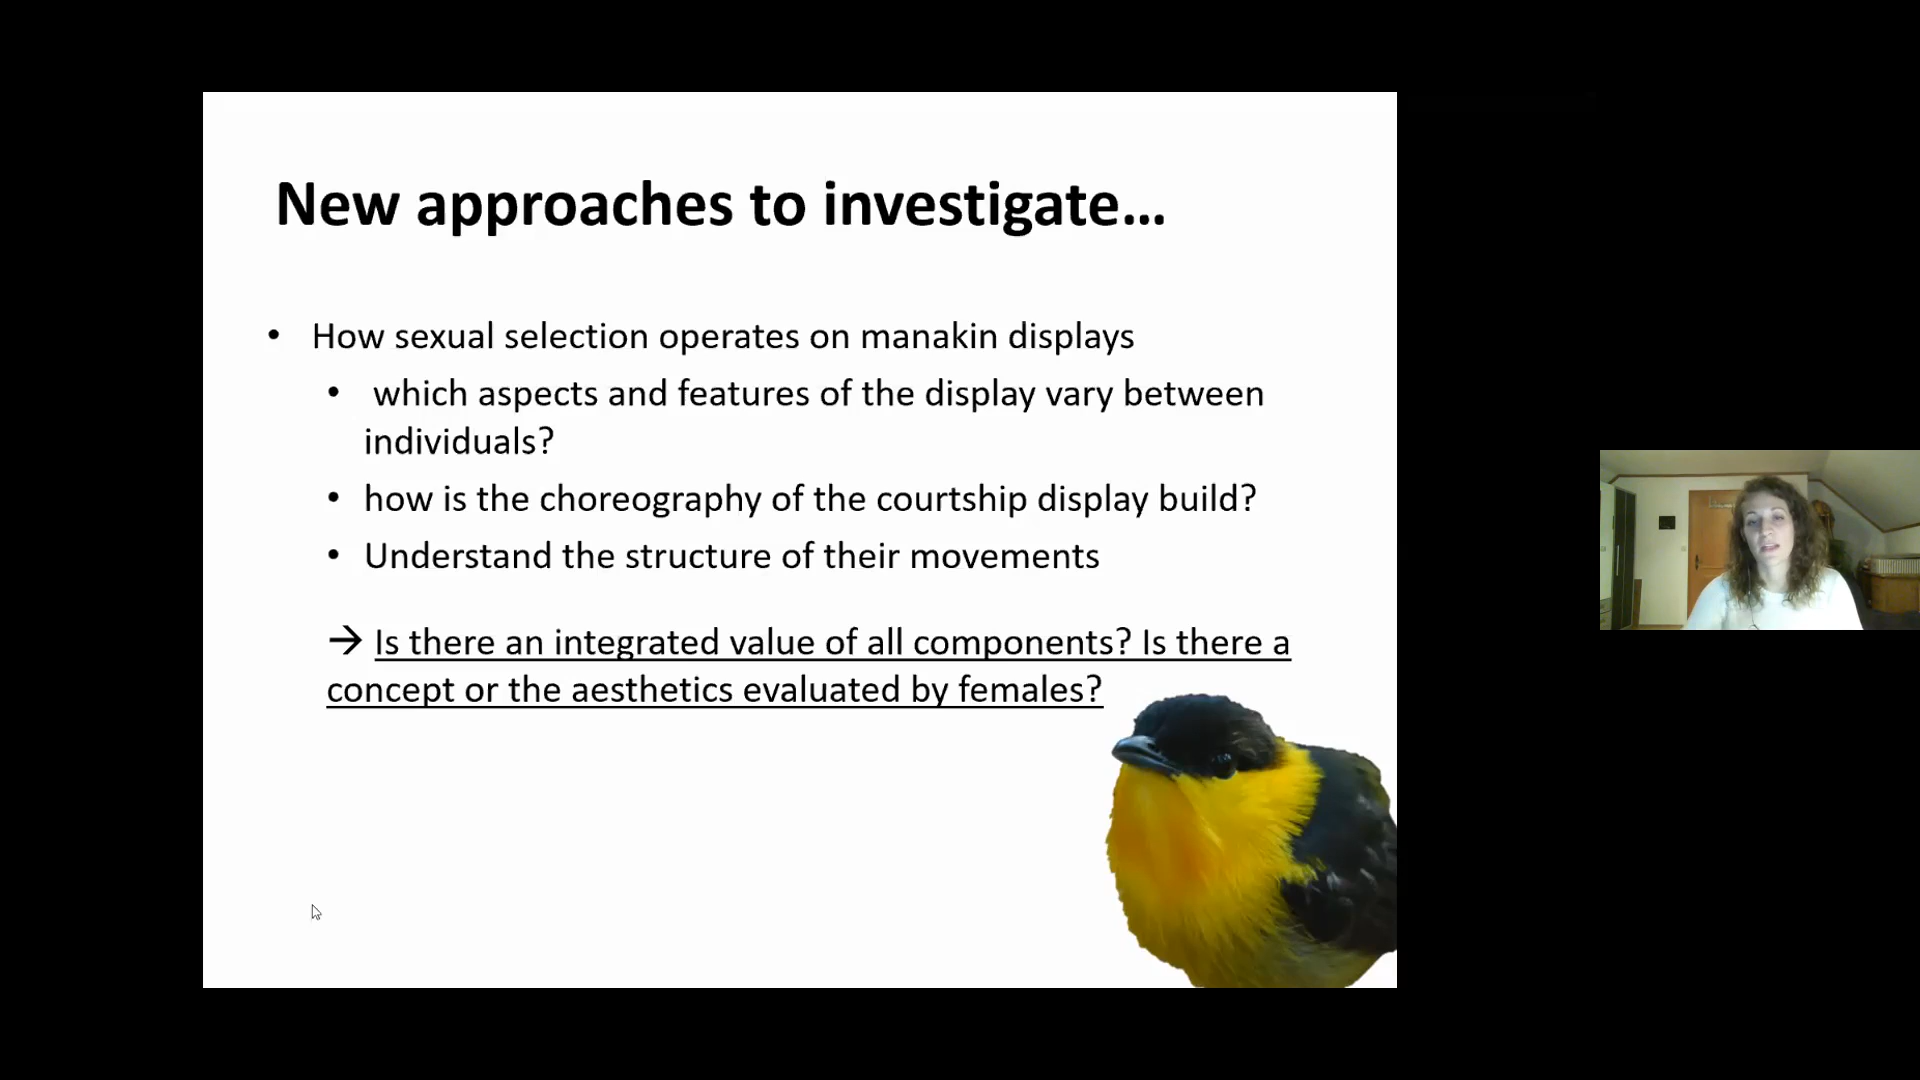 New approaches to investigate...
• How sexual selection operates on manakin displays
• which aspects and features of the display vary between
individuals?
• how is the choreography of the courtship display build?
• Understand the structure of their movements
→ Is there an integrated value of all components? Is there a
concept or the aesthetics evaluated by females?